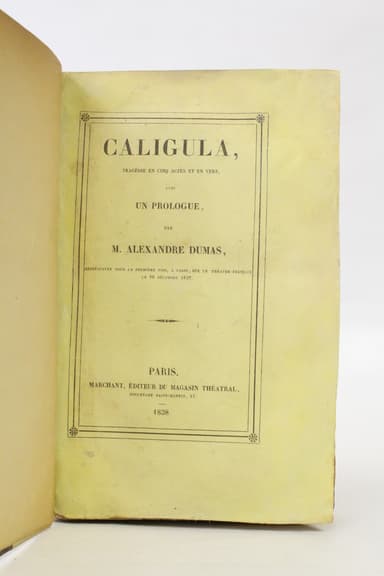 CALIGULA,
TRAGÉDIE EN CINQ ACTES ET EN VERS,
AVEC
UN PROLOGUE,
PAR
M. ALEXANDRE DUMAS,
REPRÉSENTÉE POUR LA PREMIÈRE FOIS, A PARIS, SUR LE THÉATRE-FRANÇAIS
LE 26 DÉCEMBRE 1837.
PARIS.
MARCHANT, ÉDITEUR DU MAGASIN THÉATRAL,
BOULEVARD SAINT-MARTIN, 12.
1838